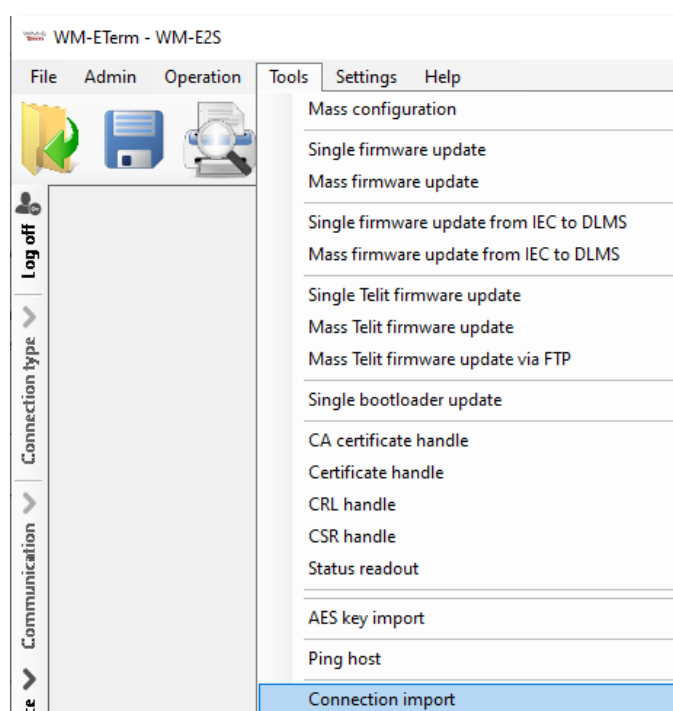 WM-ETerm - WM-E2S
File Admin Operation Tools Settings Help
Mass configuration
Single firmware update
Mass firmware update
Single firmware update from IEC to DLMS
Mass firmware update from IEC to DLMS
Single Telit firmware update
Mass Telit firmware update
Mass Telit firmware update via FTP
Single bootloader update
CA certificate handle
Certificate handle
CRL handle
CSR handle
Status readout
AES key import
Ping host
Connection import
Log off
Connection type
Communication